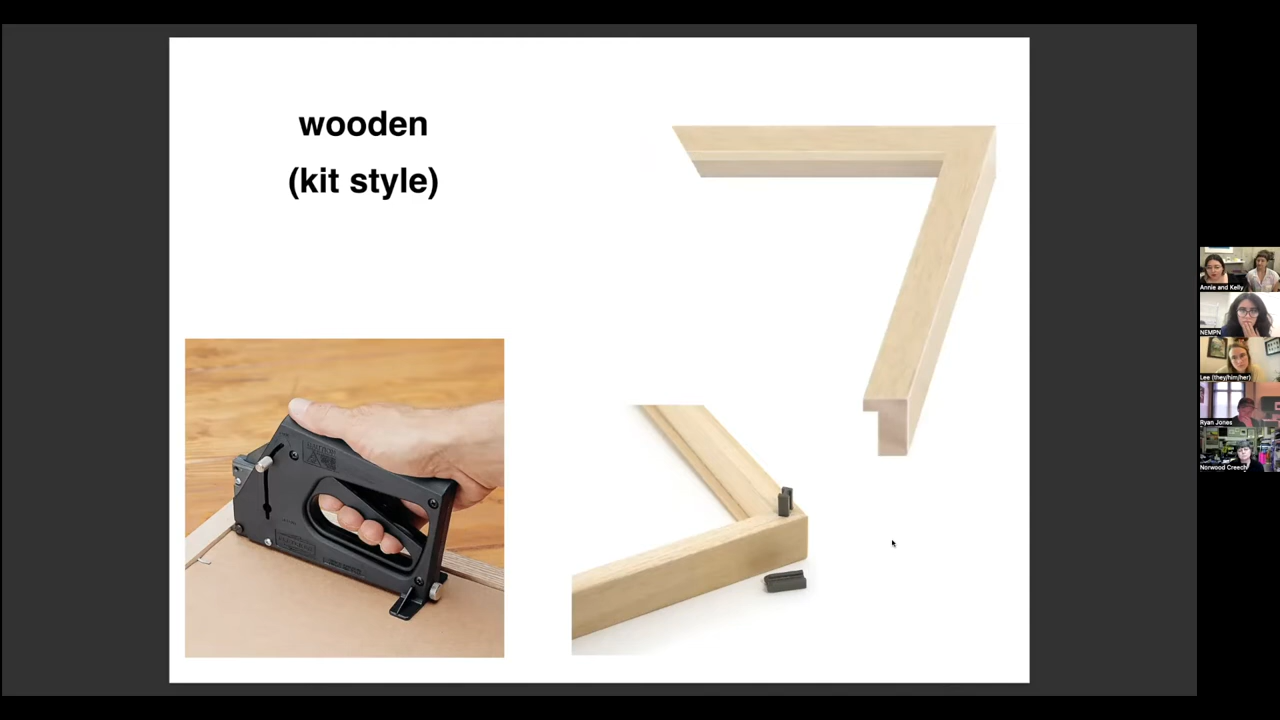 wooden
(kit style)
Annie and Kelly
NEMPN
Lee (they/him/her)
Ryan Jones
Norwood Creech